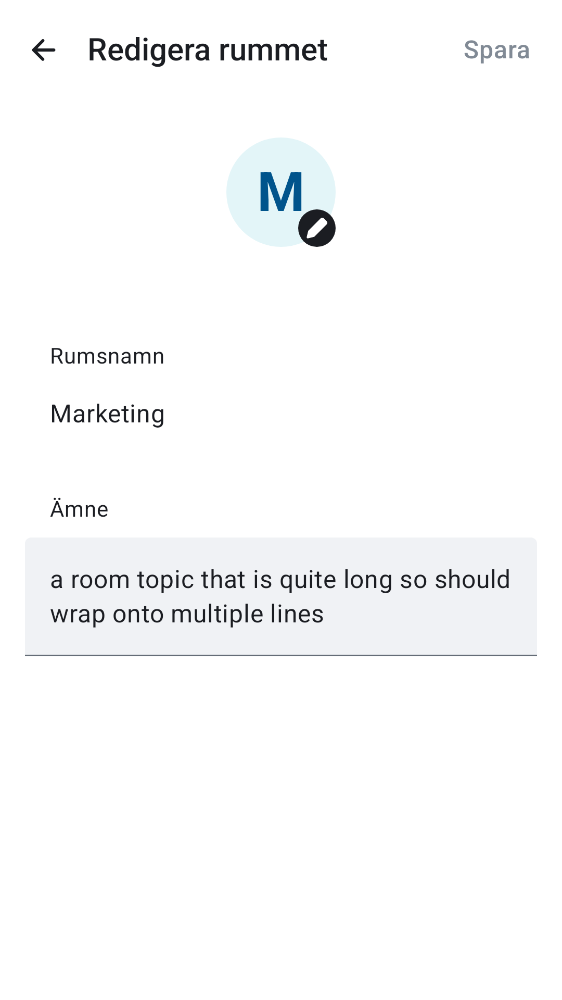 Redigera rummet
Spara
M
Rumsnamn
Marketing
Ämne
a room topic that is quite long so should
wrap onto multiple lines